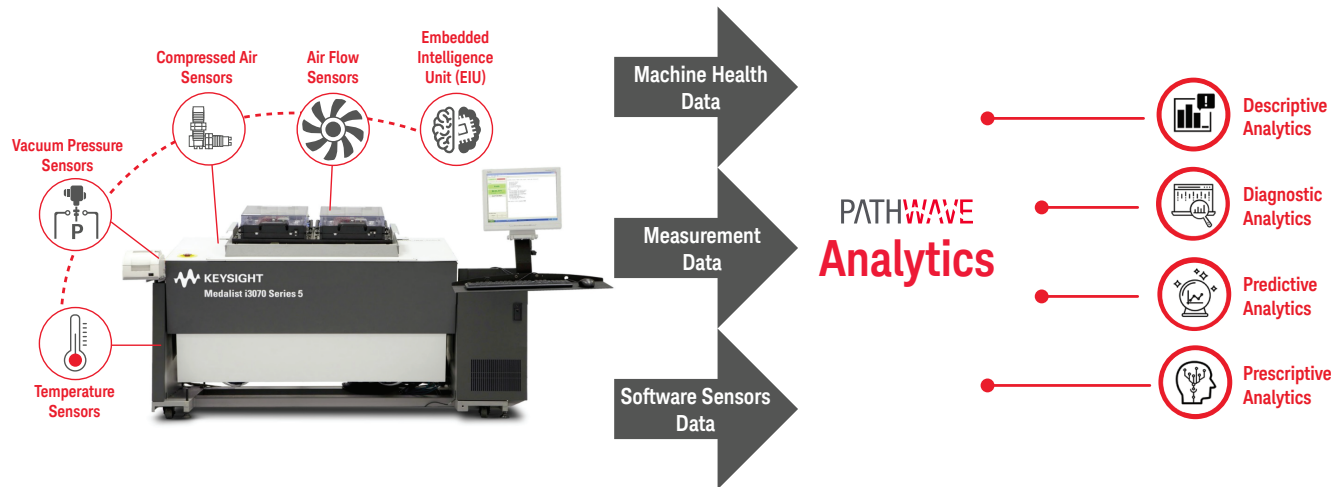 Embedded
Intelligence
Unit (EIU)
Compressed Air
Sensors
Air Flow
Sensors
Vacuum Pressure
Sensors
P
Temperature
Sensors
KEYSIGHT
Medalist i3070 Series 5
Machine Health
Data
Measurement
Data
Software Sensors
Data
PATHWAVE
Analytics
Descriptive
Analytics
Diagnostic
Analytics
Predictive
Analytics
Prescriptive
Analytics